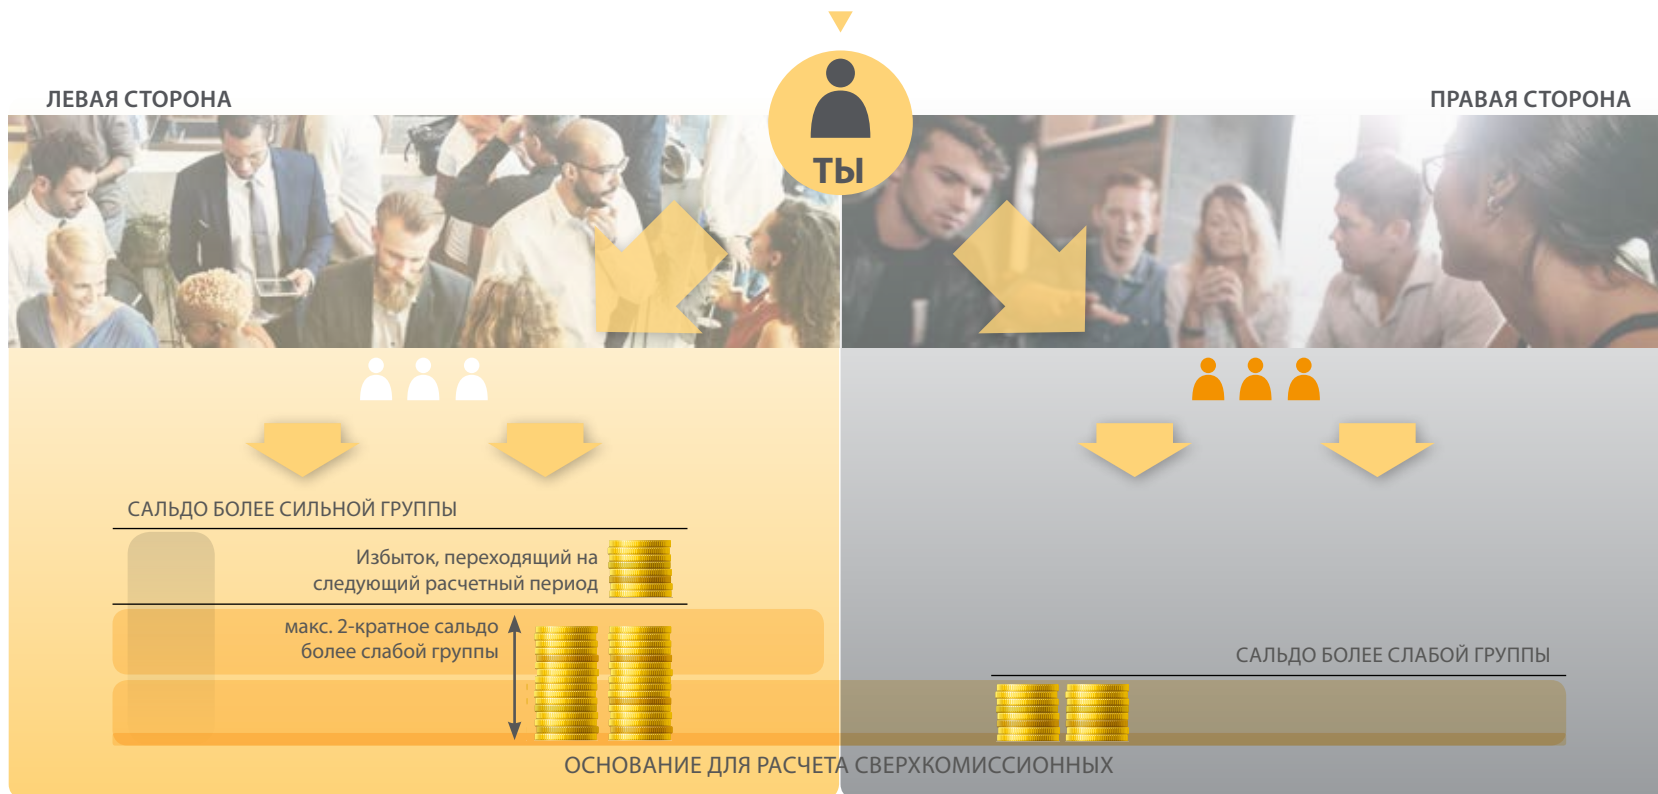 ЛЕВАЯ СТОРОНА
ТЫ
ПРАВАЯ СТОРОНА
САЛЬДО БОЛЕЕ СИЛЬНОЙ ГРУППЫ
Избыток, переходящий на
следующий расчетный период
макс. 2-кратное сальдо
более слабой группы
САЛЬДО БОЛЕЕ СЛАБОЙ ГРУППЫ
ОСНОВАНИЕ ДЛЯ РАСЧЕТА СВЕРХКОМИССИОННЫХ